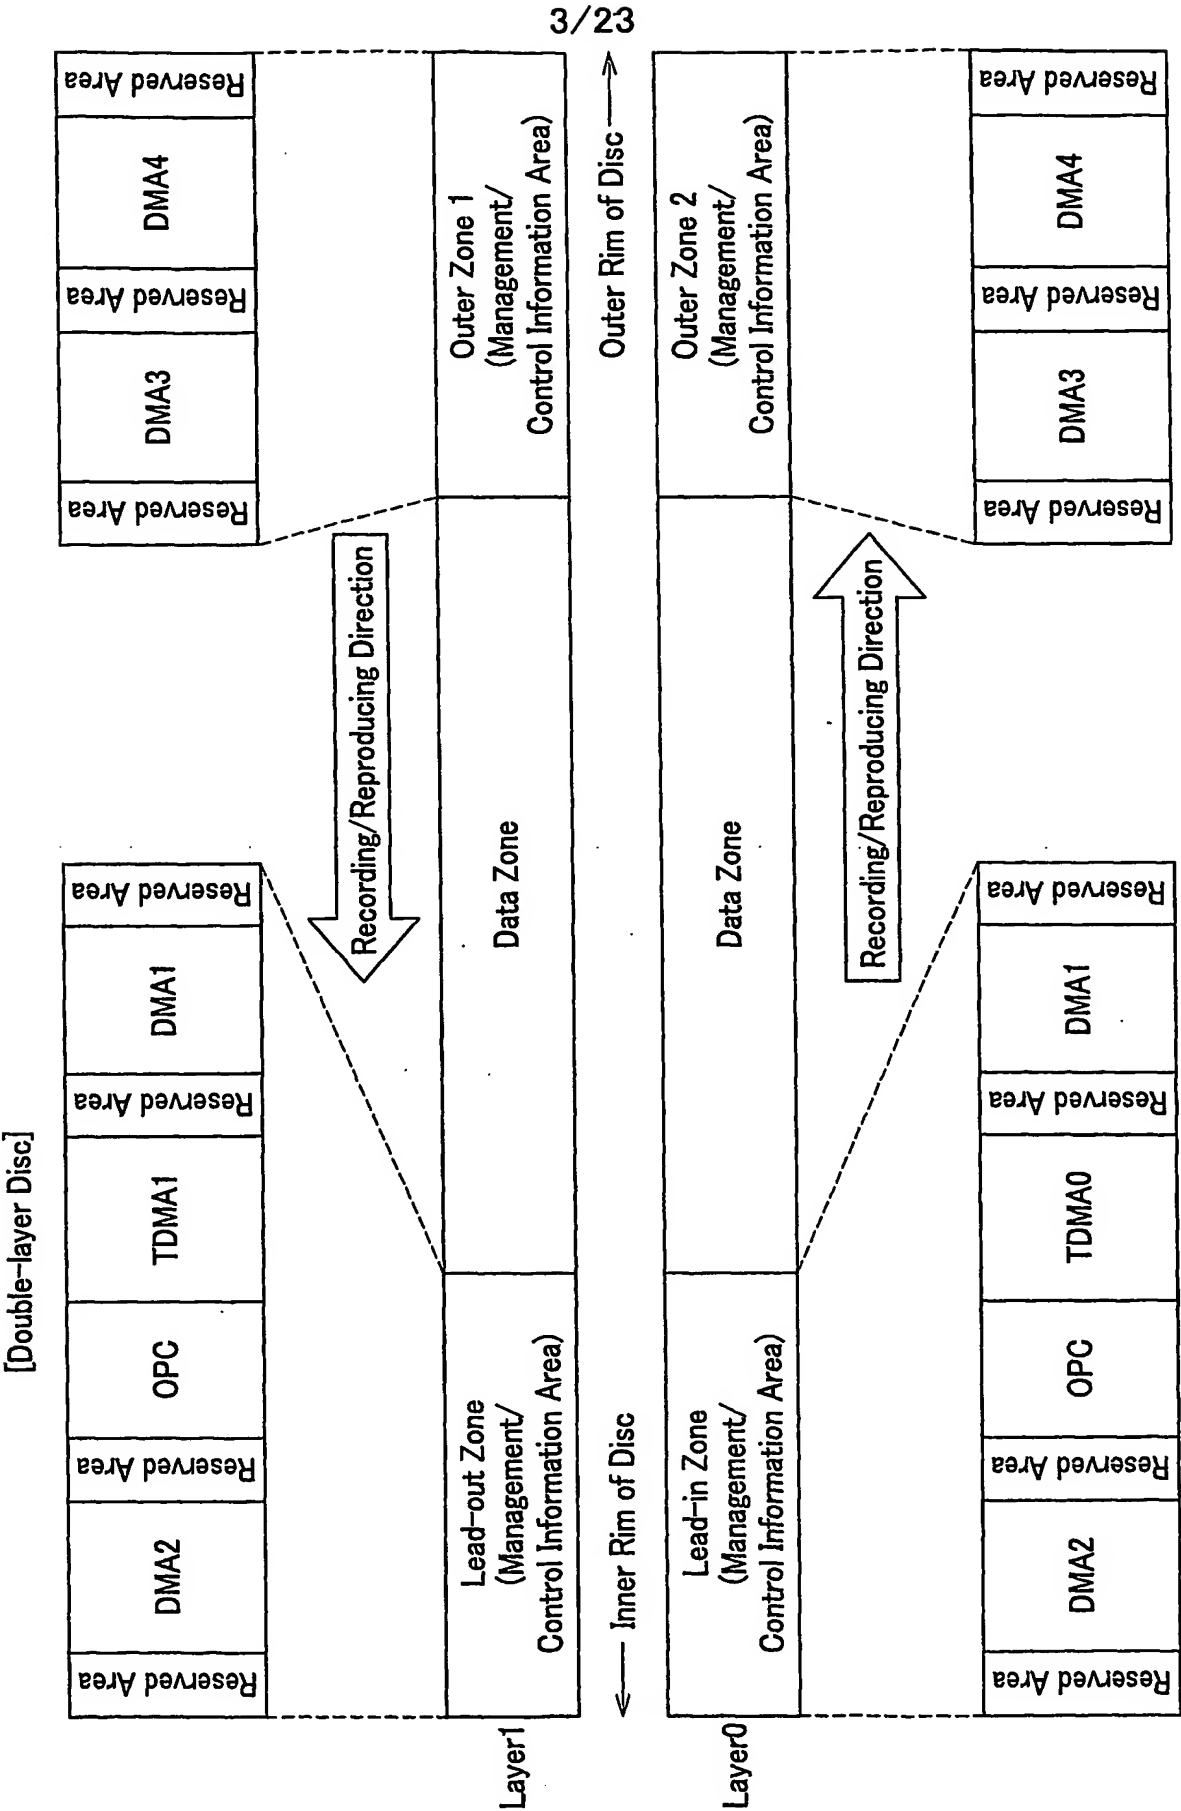 3/23
[Double-layer Disc]
Reserved Area
DMA2
Reserved Area
OPC
TDMA1
Reserved Area
DMA1
Reserved Area
Reserved Area
DMA3
Reserved Area
DMA4
Reserved Area
Recording/Reproducing Direction
Layer1
Lead-out Zone
(Management/
Control Information Area)
Data Zone
Outer Zone 1
(Management/
Control Information Area)
Inner Rim of Disc
Outer Rim of Disc
Layer0
Lead-in Zone
(Management/
Control Information Area)
Data Zone
Outer Zone 2
(Management/
Control Information Area)
Recording/Reproducing Direction
Reserved Area
DMA2
Reserved Area
OPC
TDMA0
Reserved Area
DMA1
Reserved Area
Reserved Area
DMA3
Reserved Area
DMA4
Reserved Area